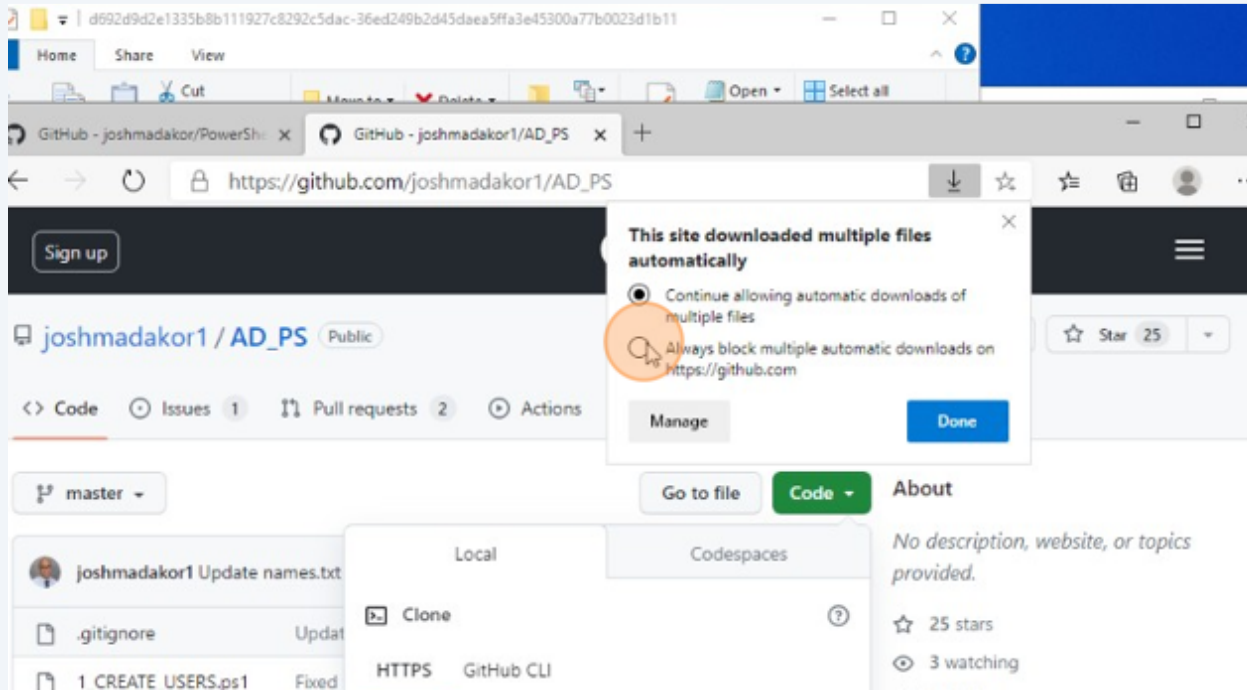 d692d9d2e1335b8b111927c8292c5dac-36ed249b2d45daea5ffa3e45300a77b0023d1b11
Home Share View
Cut Move to Delete Open Select all
GitHub - joshmadakor/PowerShe GitHub - joshmadakor1/AD_PS
https://github.com/joshmadakor1/AD_PS
Sign up
This site downloaded multiple files
automatically
Continue allowing automatic downloads of
multiple files
Always block multiple automatic downloads on
https://github.com
Manage Done
joshmadakor1 / AD_PS Public
Star 25
Code Issues 1 Pull requests 2 Actions
master Go to file Code
About
No description, website, or topics
provided.
25 stars
3 watching
Local Codespaces
joshmadakor1 Update names.txt
Clone
.gitignore Updat
HTTPS GitHub CLI
1_CREATE_USERS.ps1 Fixed